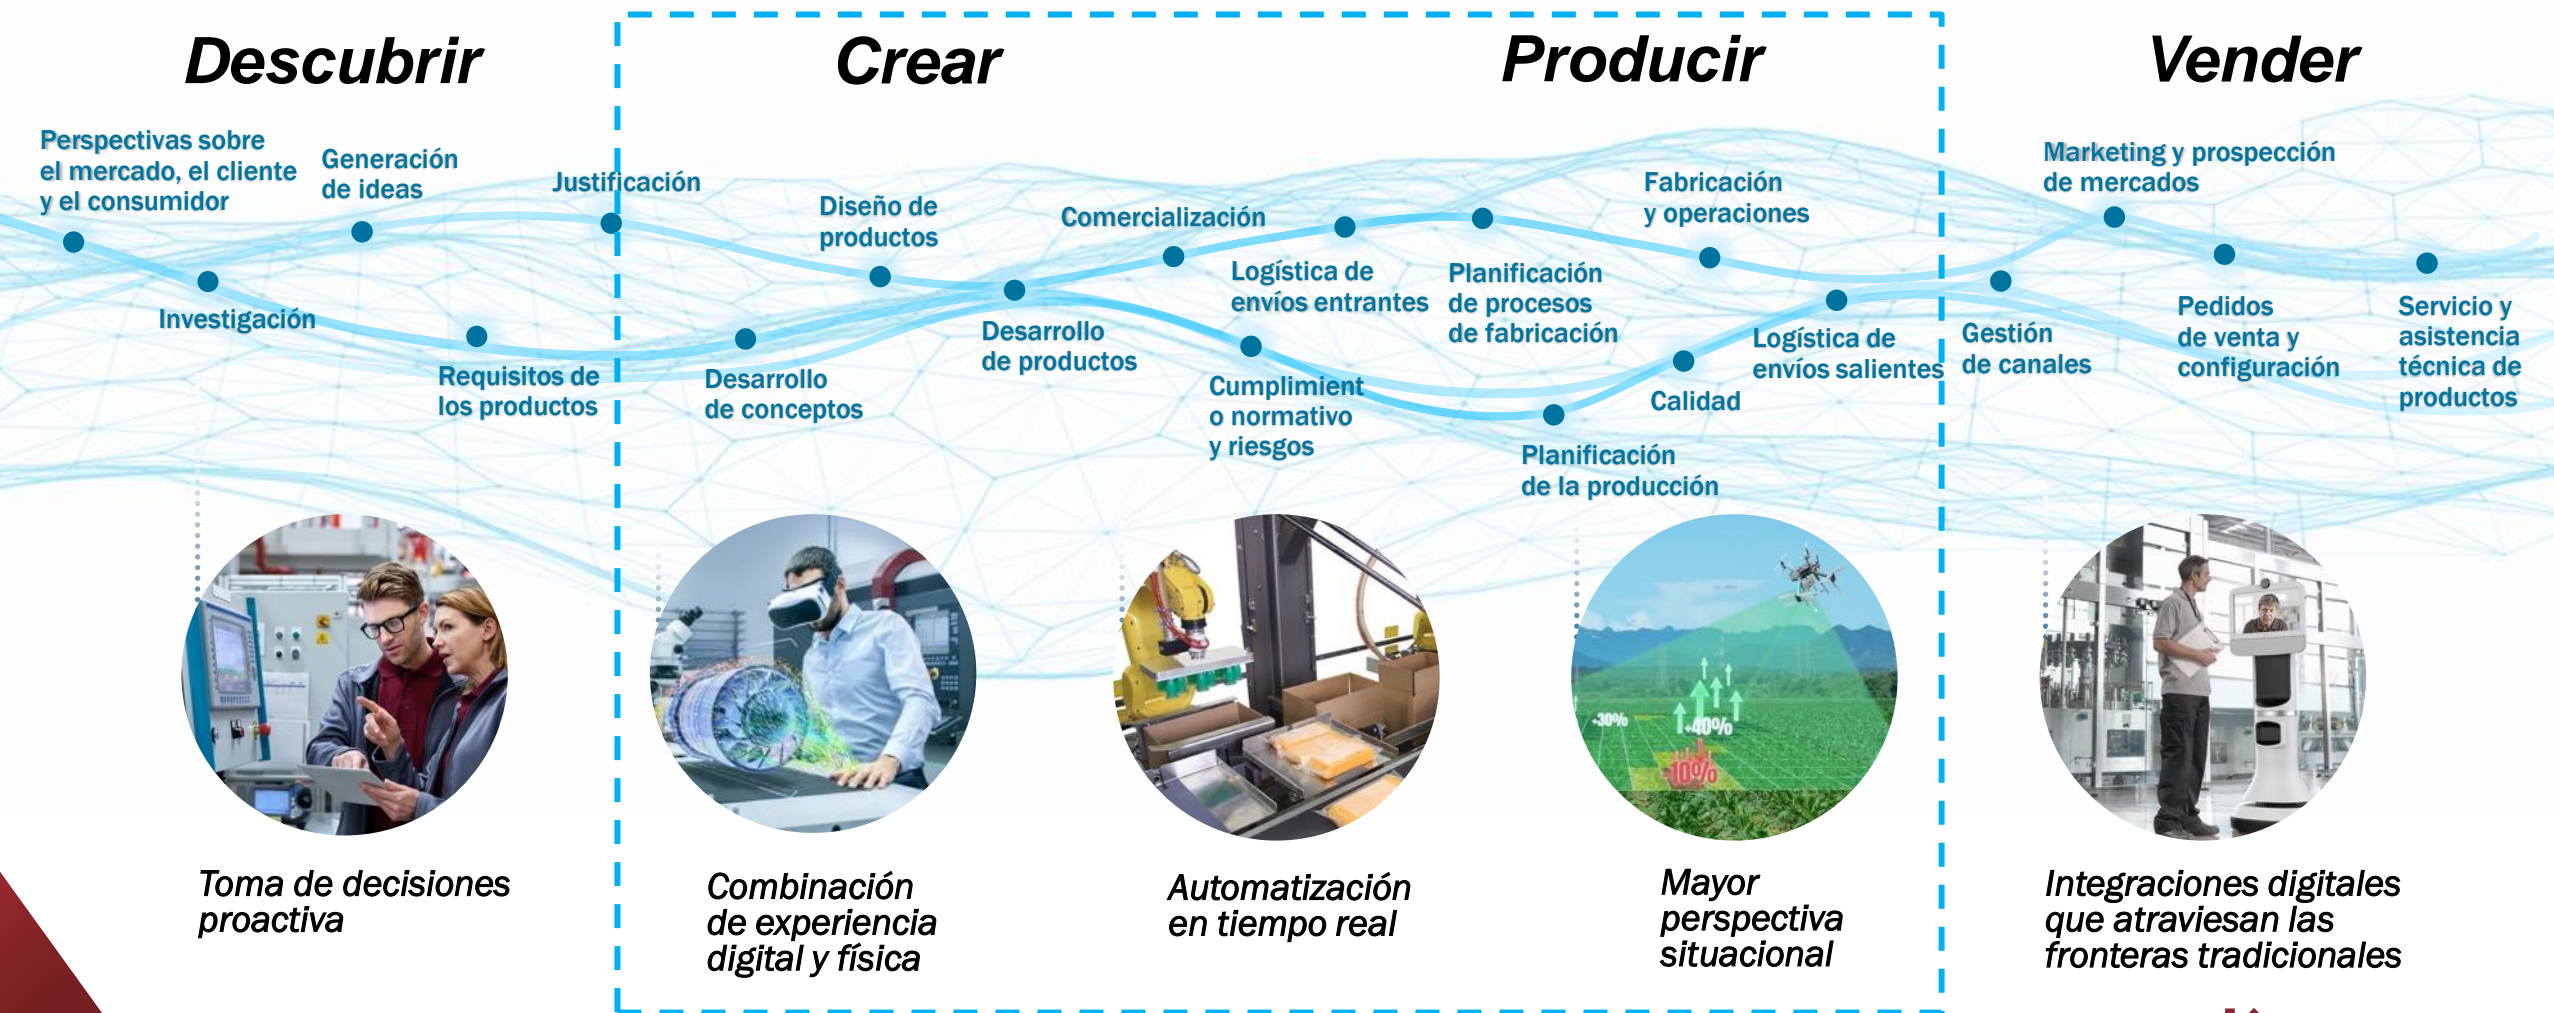 Descubrir
Crear
Producir
Vender
Perspectivas sobre
el mercado, el cliente
y el consumidor
Generación
de ideas
Justificación
Investigación
Requisitos de
los productos
Diseño de
productos
Desarrollo
de conceptos
Desarrollo
de productos
Comercialización
Logística de
envíos entrantes
Cumplimient
o normativo
y riesgos
Planificación
de procesos
de fabricación
Fabricación
y operaciones
Planificación
de la producción
Calidad
Logística de
envíos salientes
Gestión
de canales
Marketing y prospección
de mercados
Pedidos
de venta y
configuración
Servicio y
asistencia
técnica de
productos
+30%
+40%
-10%
Toma de decisiones
proactiva
Combinación
de experiencia
digital y física
Automatización
en tiempo real
Mayor
perspectiva
situacional
Integraciones digitales
que atraviesan las
fronteras tradicionales